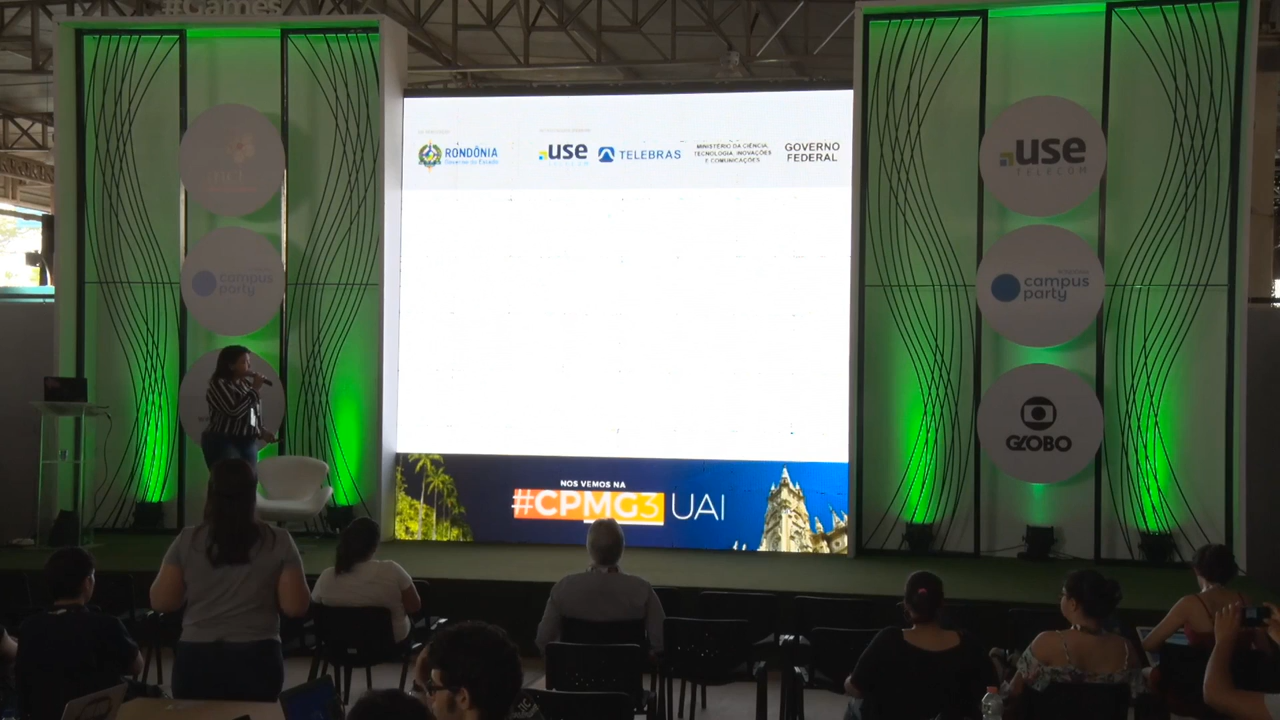 #Games
campus
party
RONDÔNIA
Governo do Estado
use
TELEBRAS
MINISTÉRIO DA CIÊNCIA,
TECNOLOGIA, INOVAÇÕES
E COMUNICAÇÕES
GOVERNO
FEDERAL
NOS VEMOS NA
#CPMG3 UAI
use
TELECOM
campus
party
GLOBO